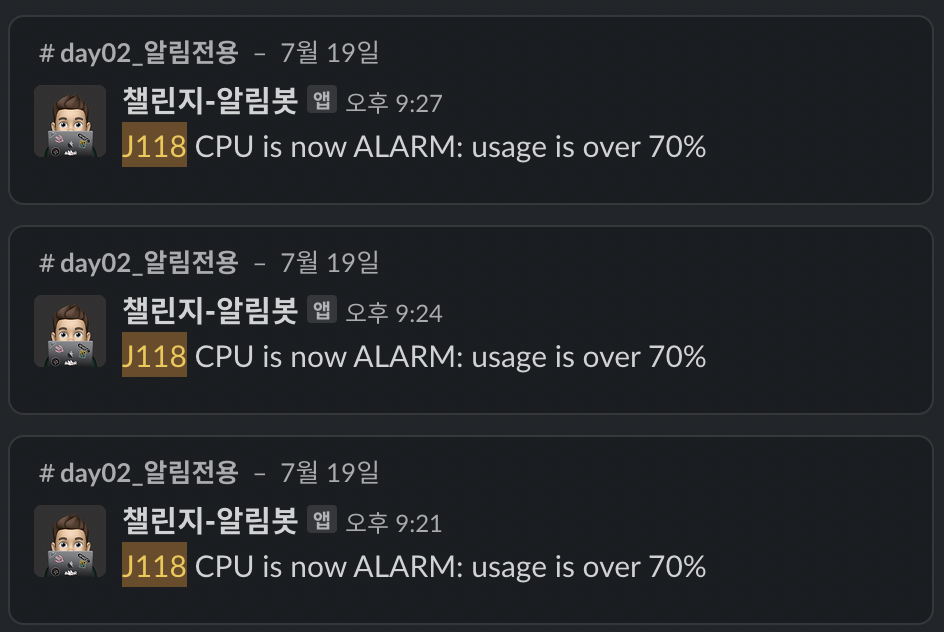 # day02_알림전용 – 7월 19일
챌린지-알림봇 앱 오후 9:27
J118 CPU is now ALARM: usage is over 70%
# day02_알림전용 – 7월 19일
챌린지-알림봇 앱 오후 9:24
J118 CPU is now ALARM: usage is over 70%
# day02_알림전용 – 7월 19일
챌린지-알림봇 앱 오후 9:21
J118 CPU is now ALARM: usage is over 70%